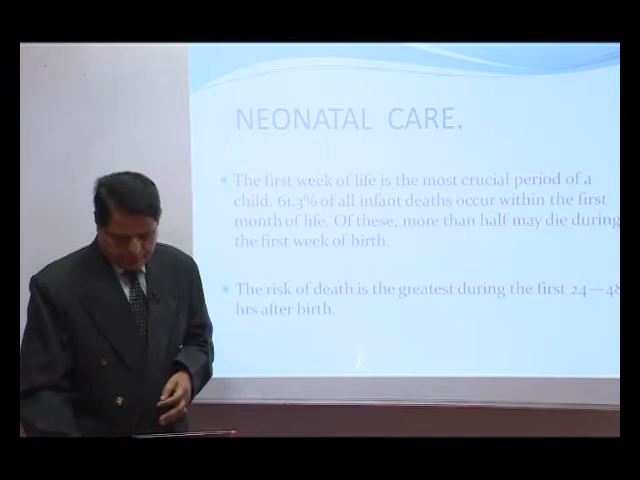 NEONATAL CARE.
The first week of life is the most crucial period of a
child. 61.3% of all infant deaths occur within the first
month of life. Of these, more than half may die during
the first week of birth.
The risk of death is the greatest during the first 24—48
hrs after birth.